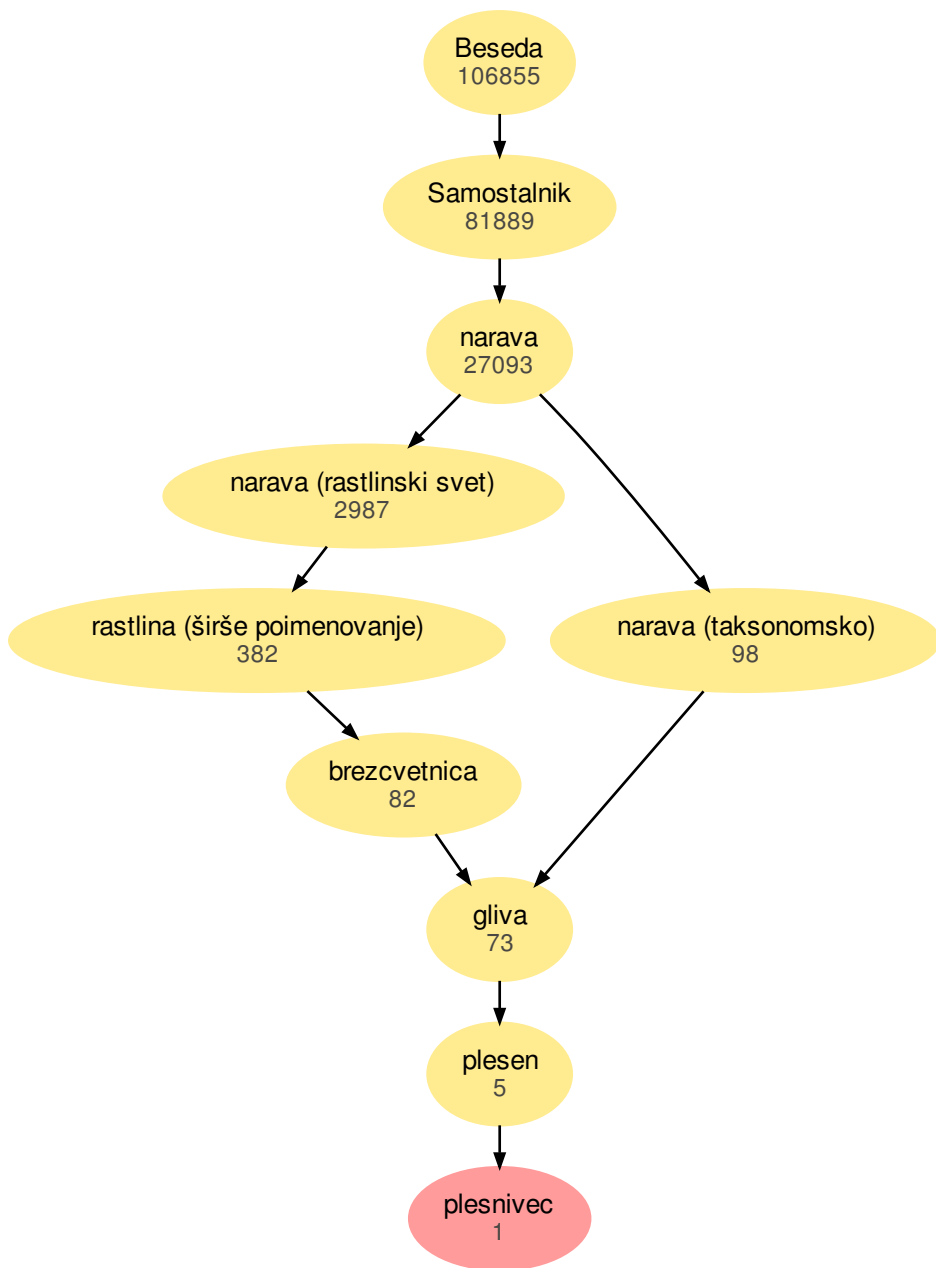 Beseda
106855
Samostalnik
81889
narava
27093
narava (rastlinski svet)
2987
rastlina (širše poimenovanje)
382
narava (taksonomsko)
98
brezcvetnica
82
gliva
73
plesen
5
plesnivec
1